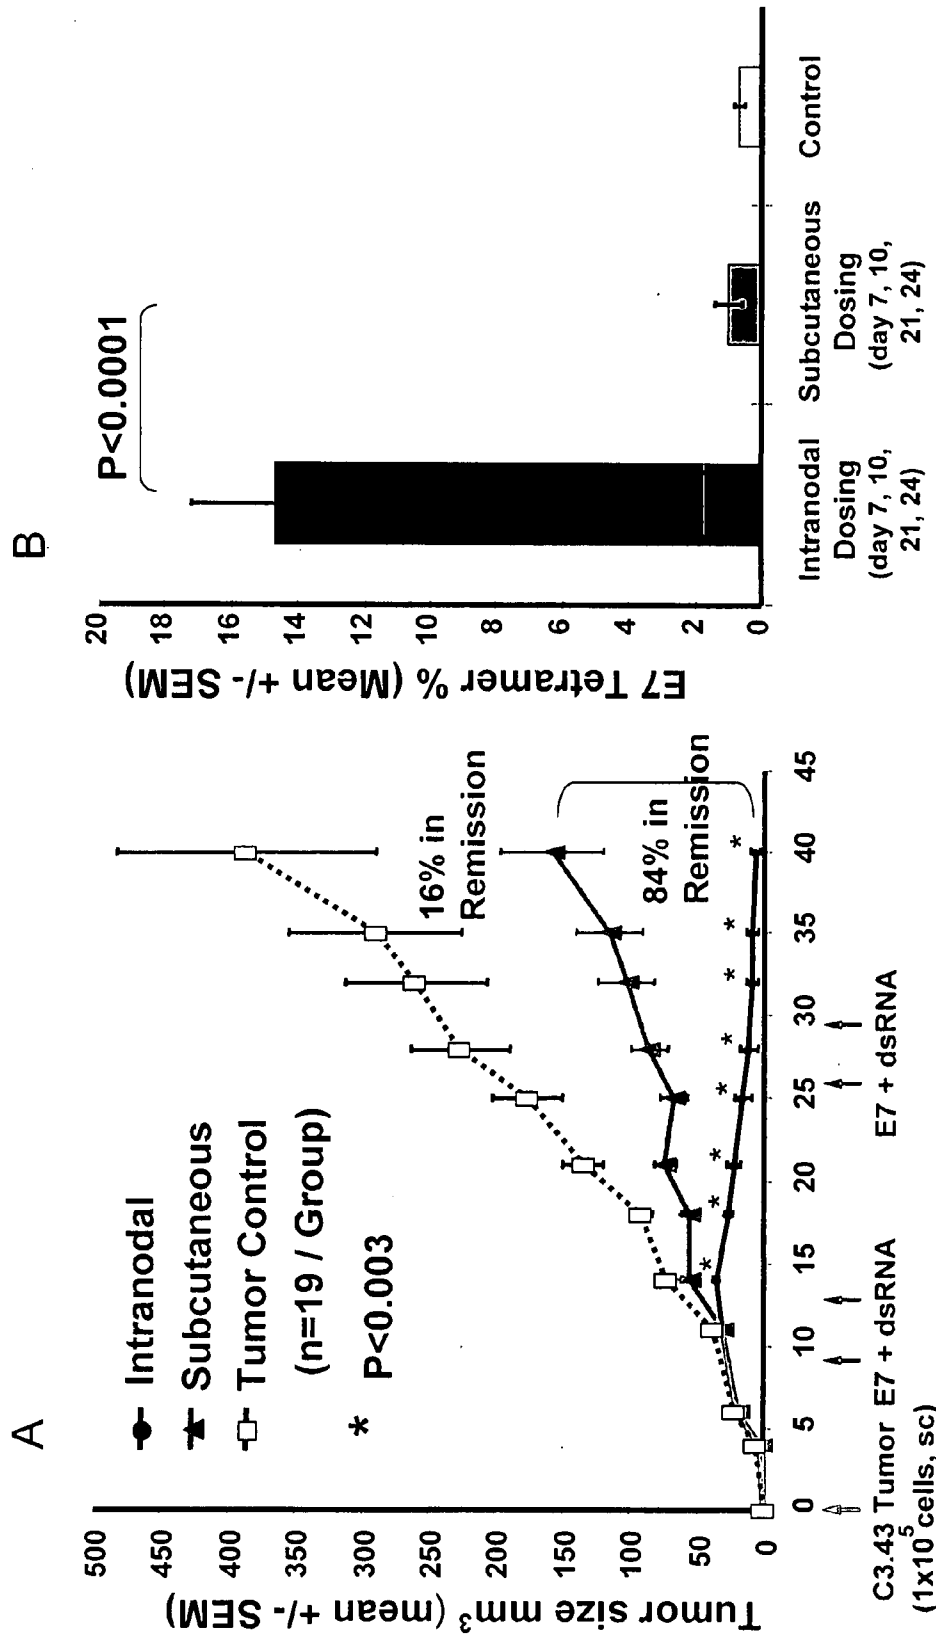 A
Tumor size mm³ (mean +/- SEM)
500
450
400
350
300
250
200
150
100
50
0
Intranodal
Subcutaneous
Tumor Control
(n=19 / Group)
* P<0.003
16% in
Remission
84% in
Remission
* * * * * * * *
0 5 10 15 20 25 30 35 40 45
C3.43 Tumor E7 + dsRNA E7 + dsRNA
(1x10⁵ cells, sc)
B
E7 Tetramer % (Mean +/- SEM)
20
18
16
14
12
10
8
6
4
2
0
P<0.0001
Intranodal Subcutaneous Control
Dosing Dosing
(day 7, 10, (day 7, 10,
21, 24) 21, 24)